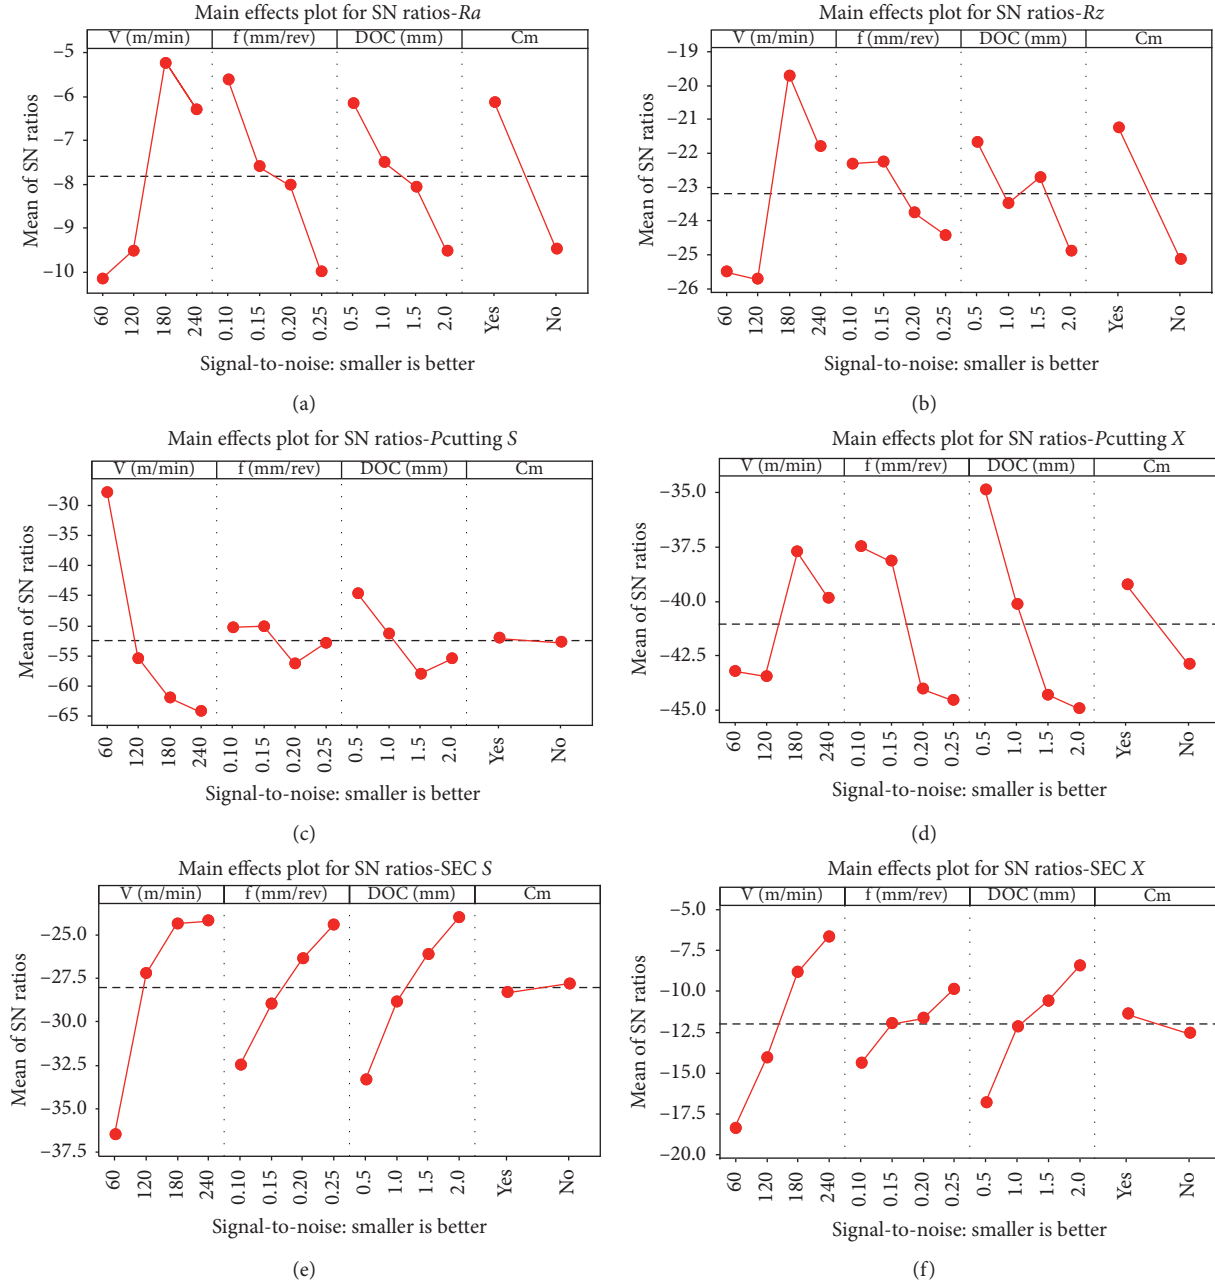 Main effects plot for SN ratios-Ra
V (m/min) f (mm/rev) DOC (mm) Cm
Mean of SN ratios
−5
−6
−7
−8
−9
−10
60 120 180 240 0.10 0.15 0.20 0.25 0.5 1.0 1.5 2.0 Yes No
Signal-to-noise: smaller is better
(a)
Main effects plot for SN ratios-Rz
V (m/min) f (mm/rev) DOC (mm) Cm
Mean of SN ratios
−19
−20
−21
−22
−23
−24
−25
−26
60 120 180 240 0.10 0.15 0.20 0.25 0.5 1.0 1.5 2.0 Yes No
Signal-to-noise: smaller is better
(b)
Main effects plot for SN ratios-Pcutting S
V (m/min) f (mm/rev) DOC (mm) Cm
Mean of SN ratios
−30
−35
−40
−45
−50
−55
−60
−65
60 120 180 240 0.10 0.15 0.20 0.25 0.5 1.0 1.5 2.0 Yes No
Signal-to-noise: smaller is better
(c)
Main effects plot for SN ratios-Pcutting X
V (m/min) f (mm/rev) DOC (mm) Cm
Mean of SN ratios
−35.0
−37.5
−40.0
−42.5
−45.0
60 120 180 240 0.10 0.15 0.20 0.25 0.5 1.0 1.5 2.0 Yes No
Signal-to-noise: smaller is better
(d)
Main effects plot for SN ratios-SEC S
V (m/min) f (mm/rev) DOC (mm) Cm
Mean of SN ratios
−25.0
−27.5
−30.0
−32.5
−35.0
−37.5
60 120 180 240 0.10 0.15 0.20 0.25 0.5 1.0 1.5 2.0 Yes No
Signal-to-noise: smaller is better
(e)
Main effects plot for SN ratios-SEC X
V (m/min) f (mm/rev) DOC (mm) Cm
Mean of SN ratios
−5.0
−7.5
−10.0
−12.5
−15.0
−17.5
−20.0
60 120 180 240 0.10 0.15 0.20 0.25 0.5 1.0 1.5 2.0 Yes No
Signal-to-noise: smaller is better
(f)